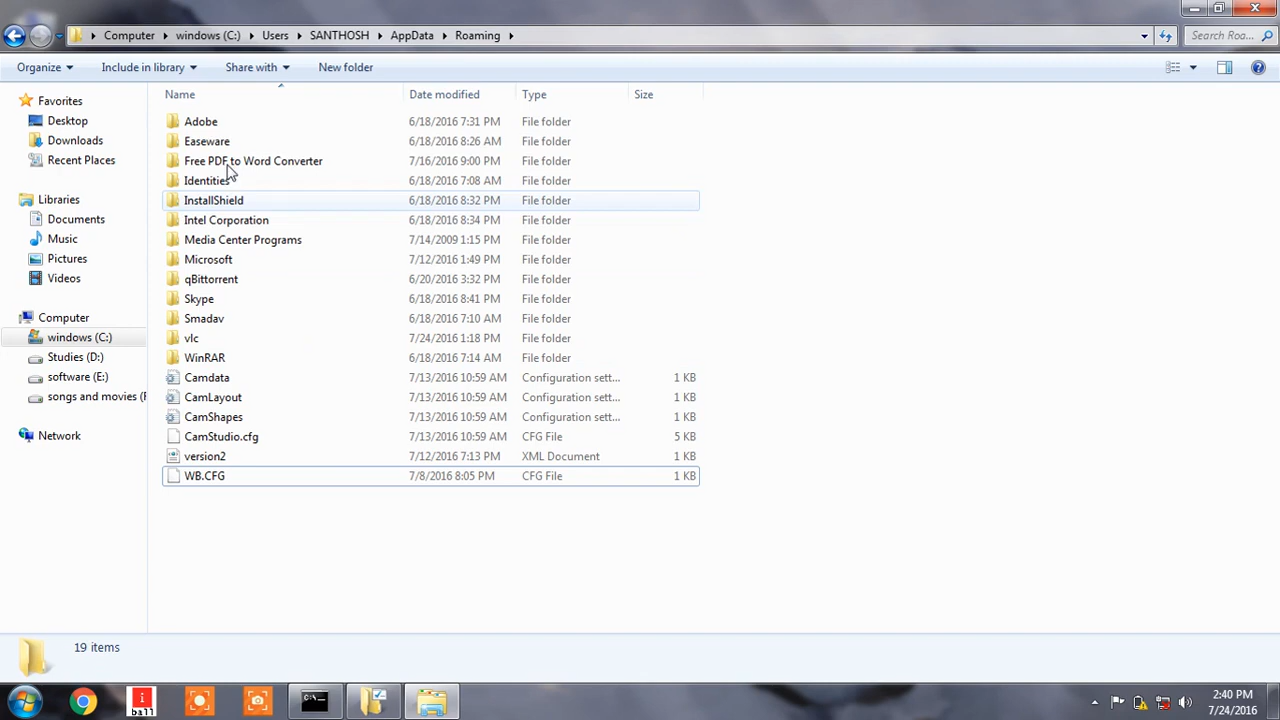 Computer windows (C:) Users SANTHOSH AppData Roaming Search Roa...
Organize Include in library Share with New folder
Name Date modified Type Size
Favorites
Desktop
Downloads
Recent Places
Libraries
Documents
Music
Pictures
Videos
Computer
windows (C:)
Studies (D:)
software (E:)
songs and movies (F
Network
Adobe 6/18/2016 7:31 PM File folder
Easeware 6/18/2016 8:26 AM File folder
Free PDF to Word Converter 7/16/2016 9:00 PM File folder
Identities 6/18/2016 7:08 AM File folder
InstallShield 6/18/2016 8:32 PM File folder
Intel Corporation 6/18/2016 8:34 PM File folder
Media Center Programs 7/14/2009 1:15 PM File folder
Microsoft 7/12/2016 1:49 PM File folder
qBittorrent 6/20/2016 3:32 PM File folder
Skype 6/18/2016 8:41 PM File folder
Smadav 6/18/2016 7:10 AM File folder
vlc 7/24/2016 1:18 PM File folder
WinRAR 6/18/2016 7:14 AM File folder
Camdata 7/13/2016 10:59 AM Configuration sett... 1 KB
CamLayout 7/13/2016 10:59 AM Configuration sett... 1 KB
CamShapes 7/13/2016 10:59 AM Configuration sett... 1 KB
CamStudio.cfg 7/13/2016 10:59 AM CFG File 5 KB
version2 7/12/2016 7:13 PM XML Document 1 KB
WB.CFG 7/8/2016 8:05 PM CFG File 1 KB
19 items
i ball
C:\
2:40 PM
7/24/2016